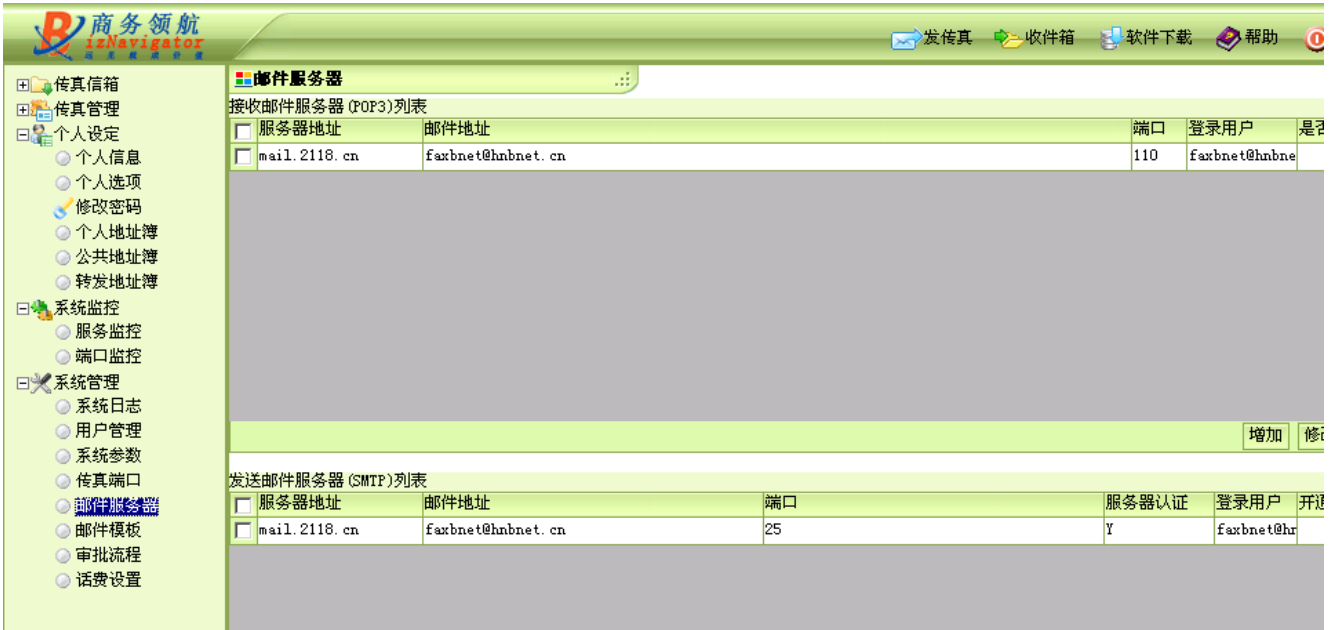 商务领航
izNavigator
发传真 收件箱 软件下载 帮助
传真信箱
传真管理
个人设定
个人信息
个人选项
修改密码
个人地址簿
公共地址簿
转发地址簿
系统监控
服务监控
端口监控
系统管理
系统日志
用户管理
系统参数
传真端口
邮件服务器
邮件模板
审批流程
话费设置
邮件服务器
接收邮件服务器(POP3)列表
服务器地址 邮件地址 端口 登录用户 是否
mail.2118.cn faxbnet@hnbnet.cn 110 faxbnet@hnbne
增加 修改
发送邮件服务器(SMTP)列表
服务器地址 邮件地址 端口 服务器认证 登录用户 开通
mail.2118.cn faxbnet@hnbnet.cn 25 Y faxbnet@hn